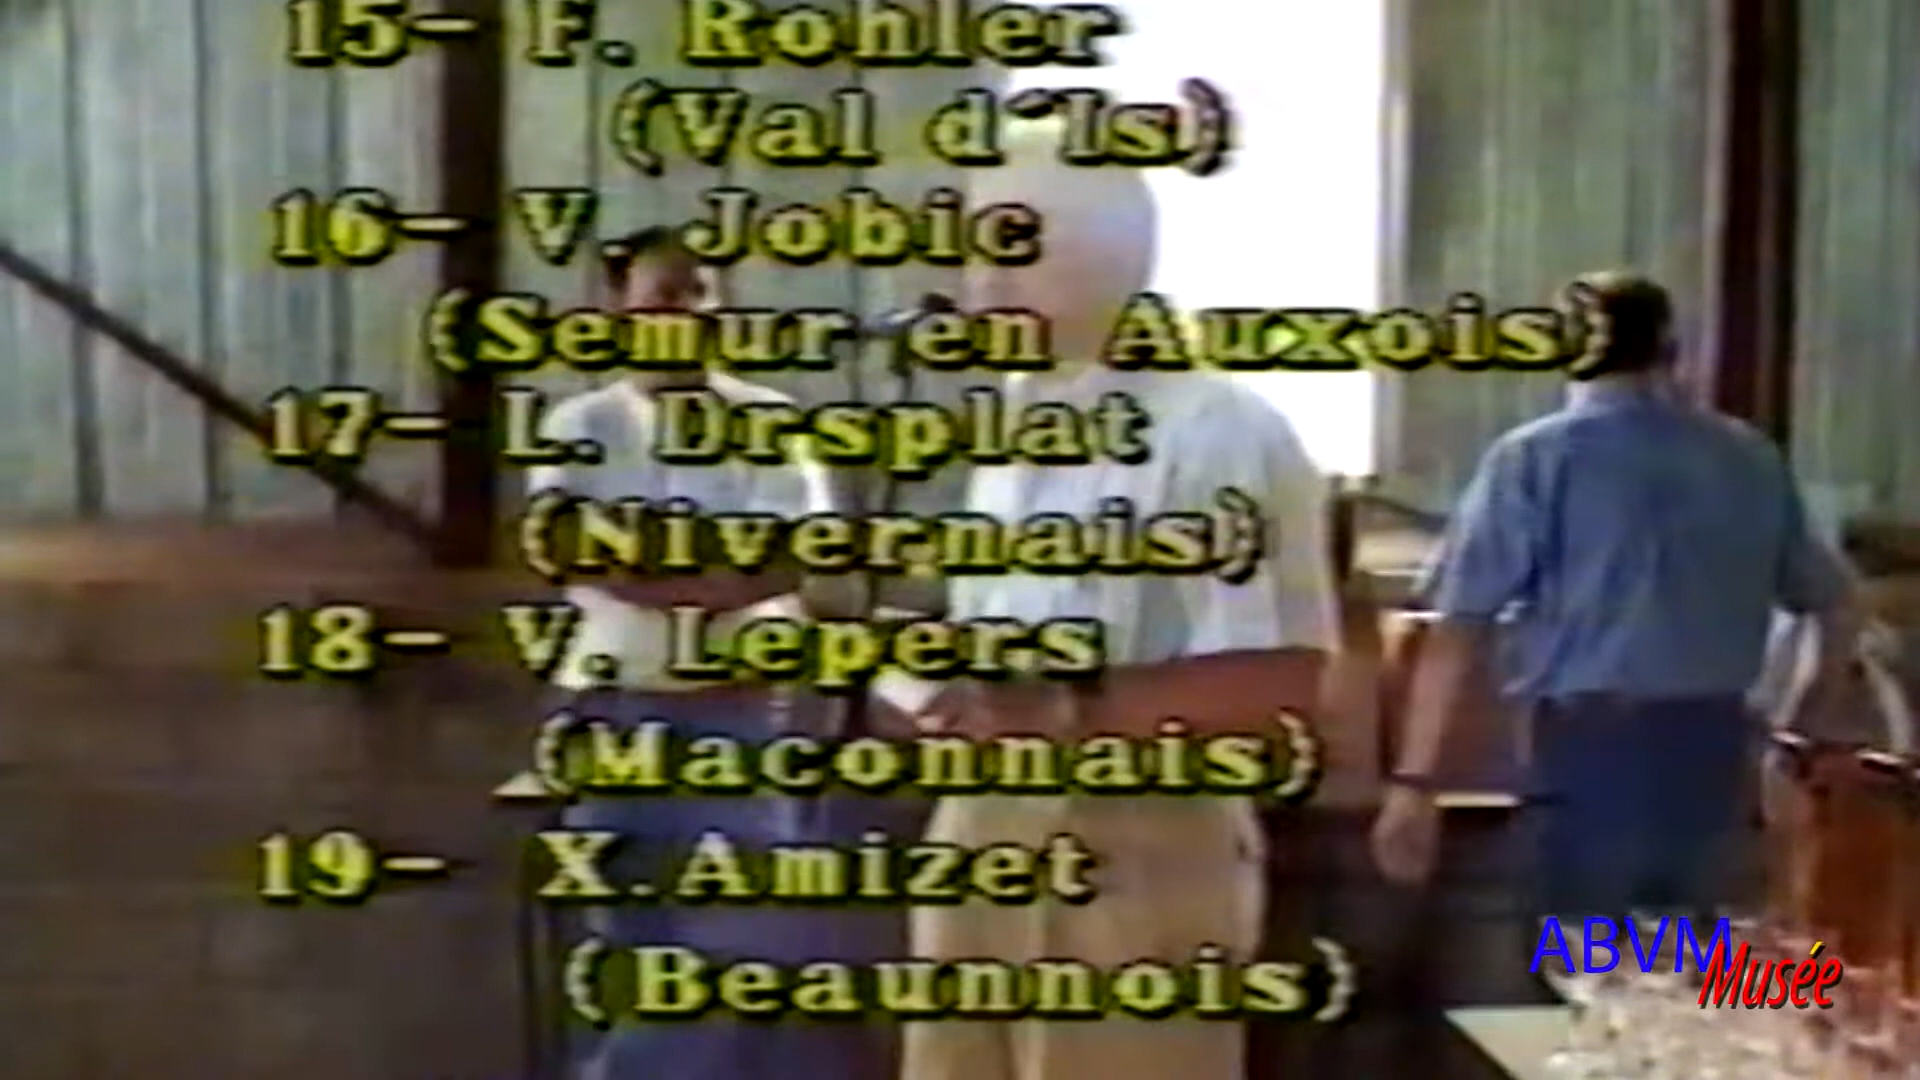 15- F. Rohler
(Val d'Is)
16- V. Jobic
(Semur en Auxois)
17- L. Drsplat
(Nivernais)
18- V. Lepers
(Maconnais)
19- X.Amizet
(Beaunnois)
ABVM
Musée